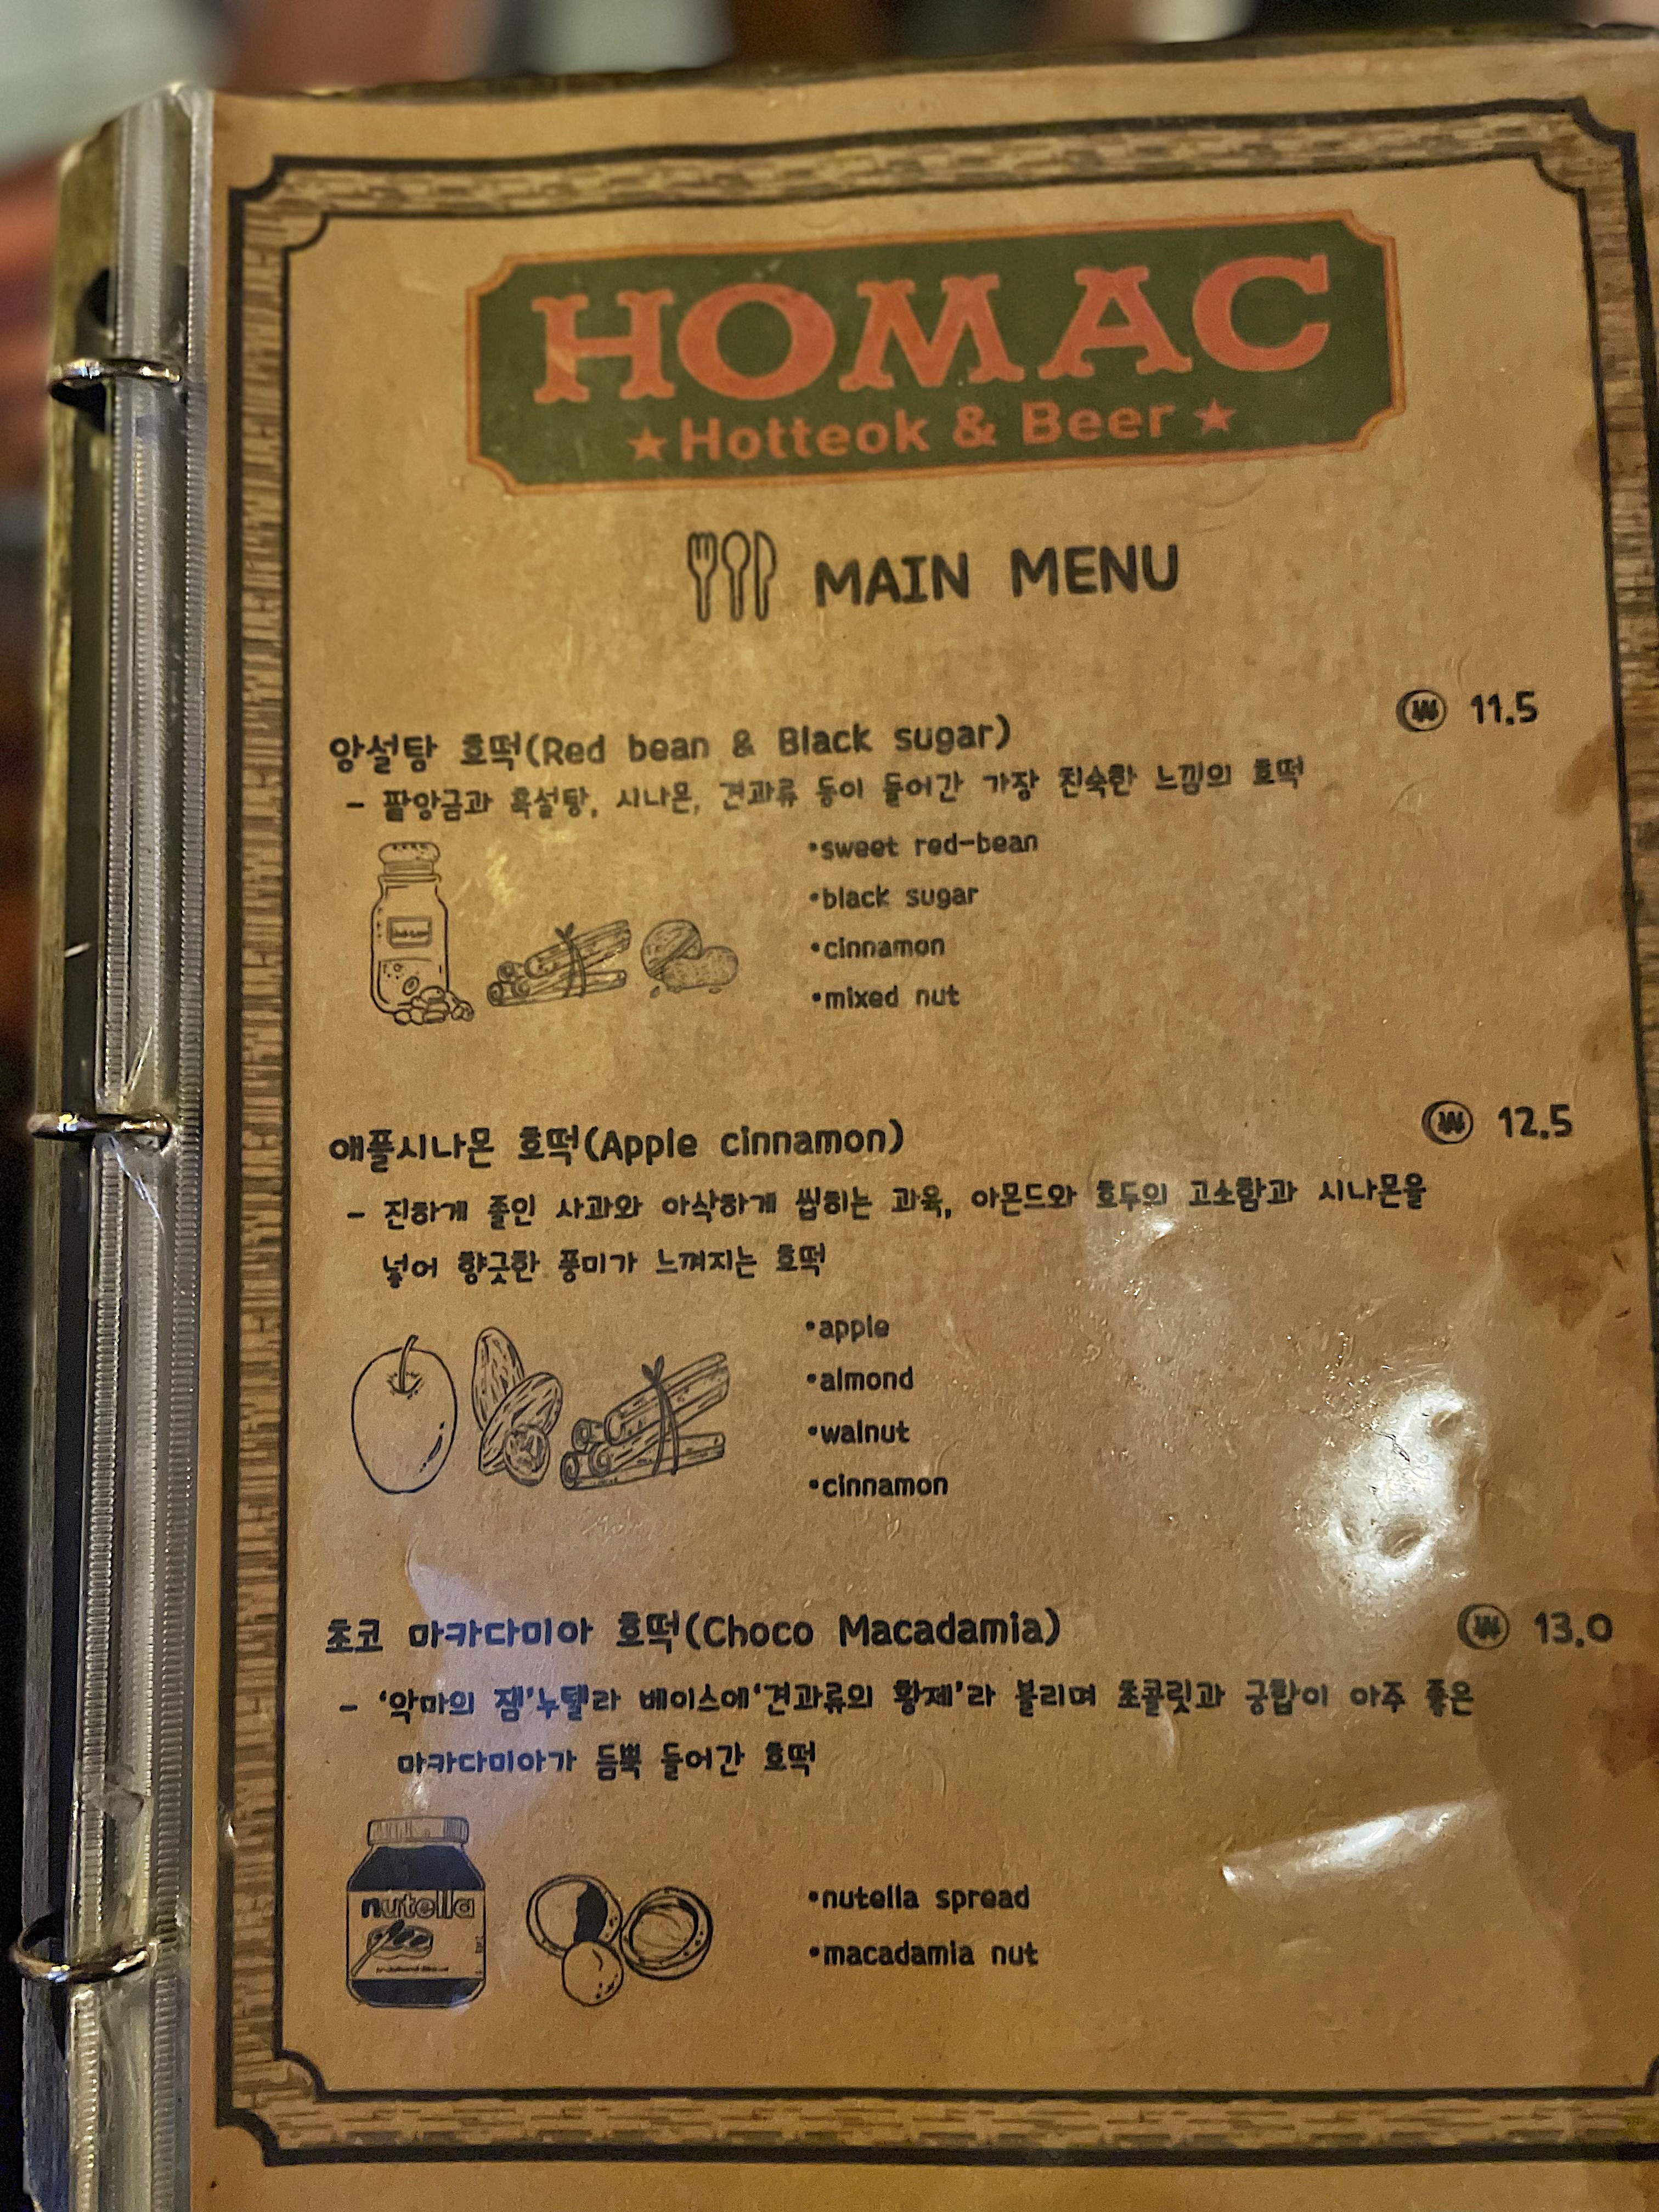 HOMAC
★Hotteok & Beer★
MAIN MENU
앙설탕 호떡(Red bean & Black sugar) ₩ 11.5
- 팥앙금과 흑설탕, 시나몬, 견과류 등이 들어간 가장 친숙한 느낌의 호떡
•sweet red-bean
•black sugar
•cinnamon
•mixed nut
애플시나몬 호떡(Apple cinnamon) ₩ 12.5
- 진하게 졸인 사과와 아삭하게 씹히는 과육, 아몬드와 호두의 고소함과 시나몬을
넣어 향긋한 풍미가 느껴지는 호떡
•apple
•almond
•walnut
•cinnamon
초코 마카다미아 호떡(Choco Macadamia) ₩ 13.0
- ‘악마의 잼’누텔라 베이스에‘견과류의 황제’라 불리며 초콜릿과 궁합이 아주 좋은
마카다미아가 듬뿍 들어간 호떡
nutella
•nutella spread
•macadamia nut